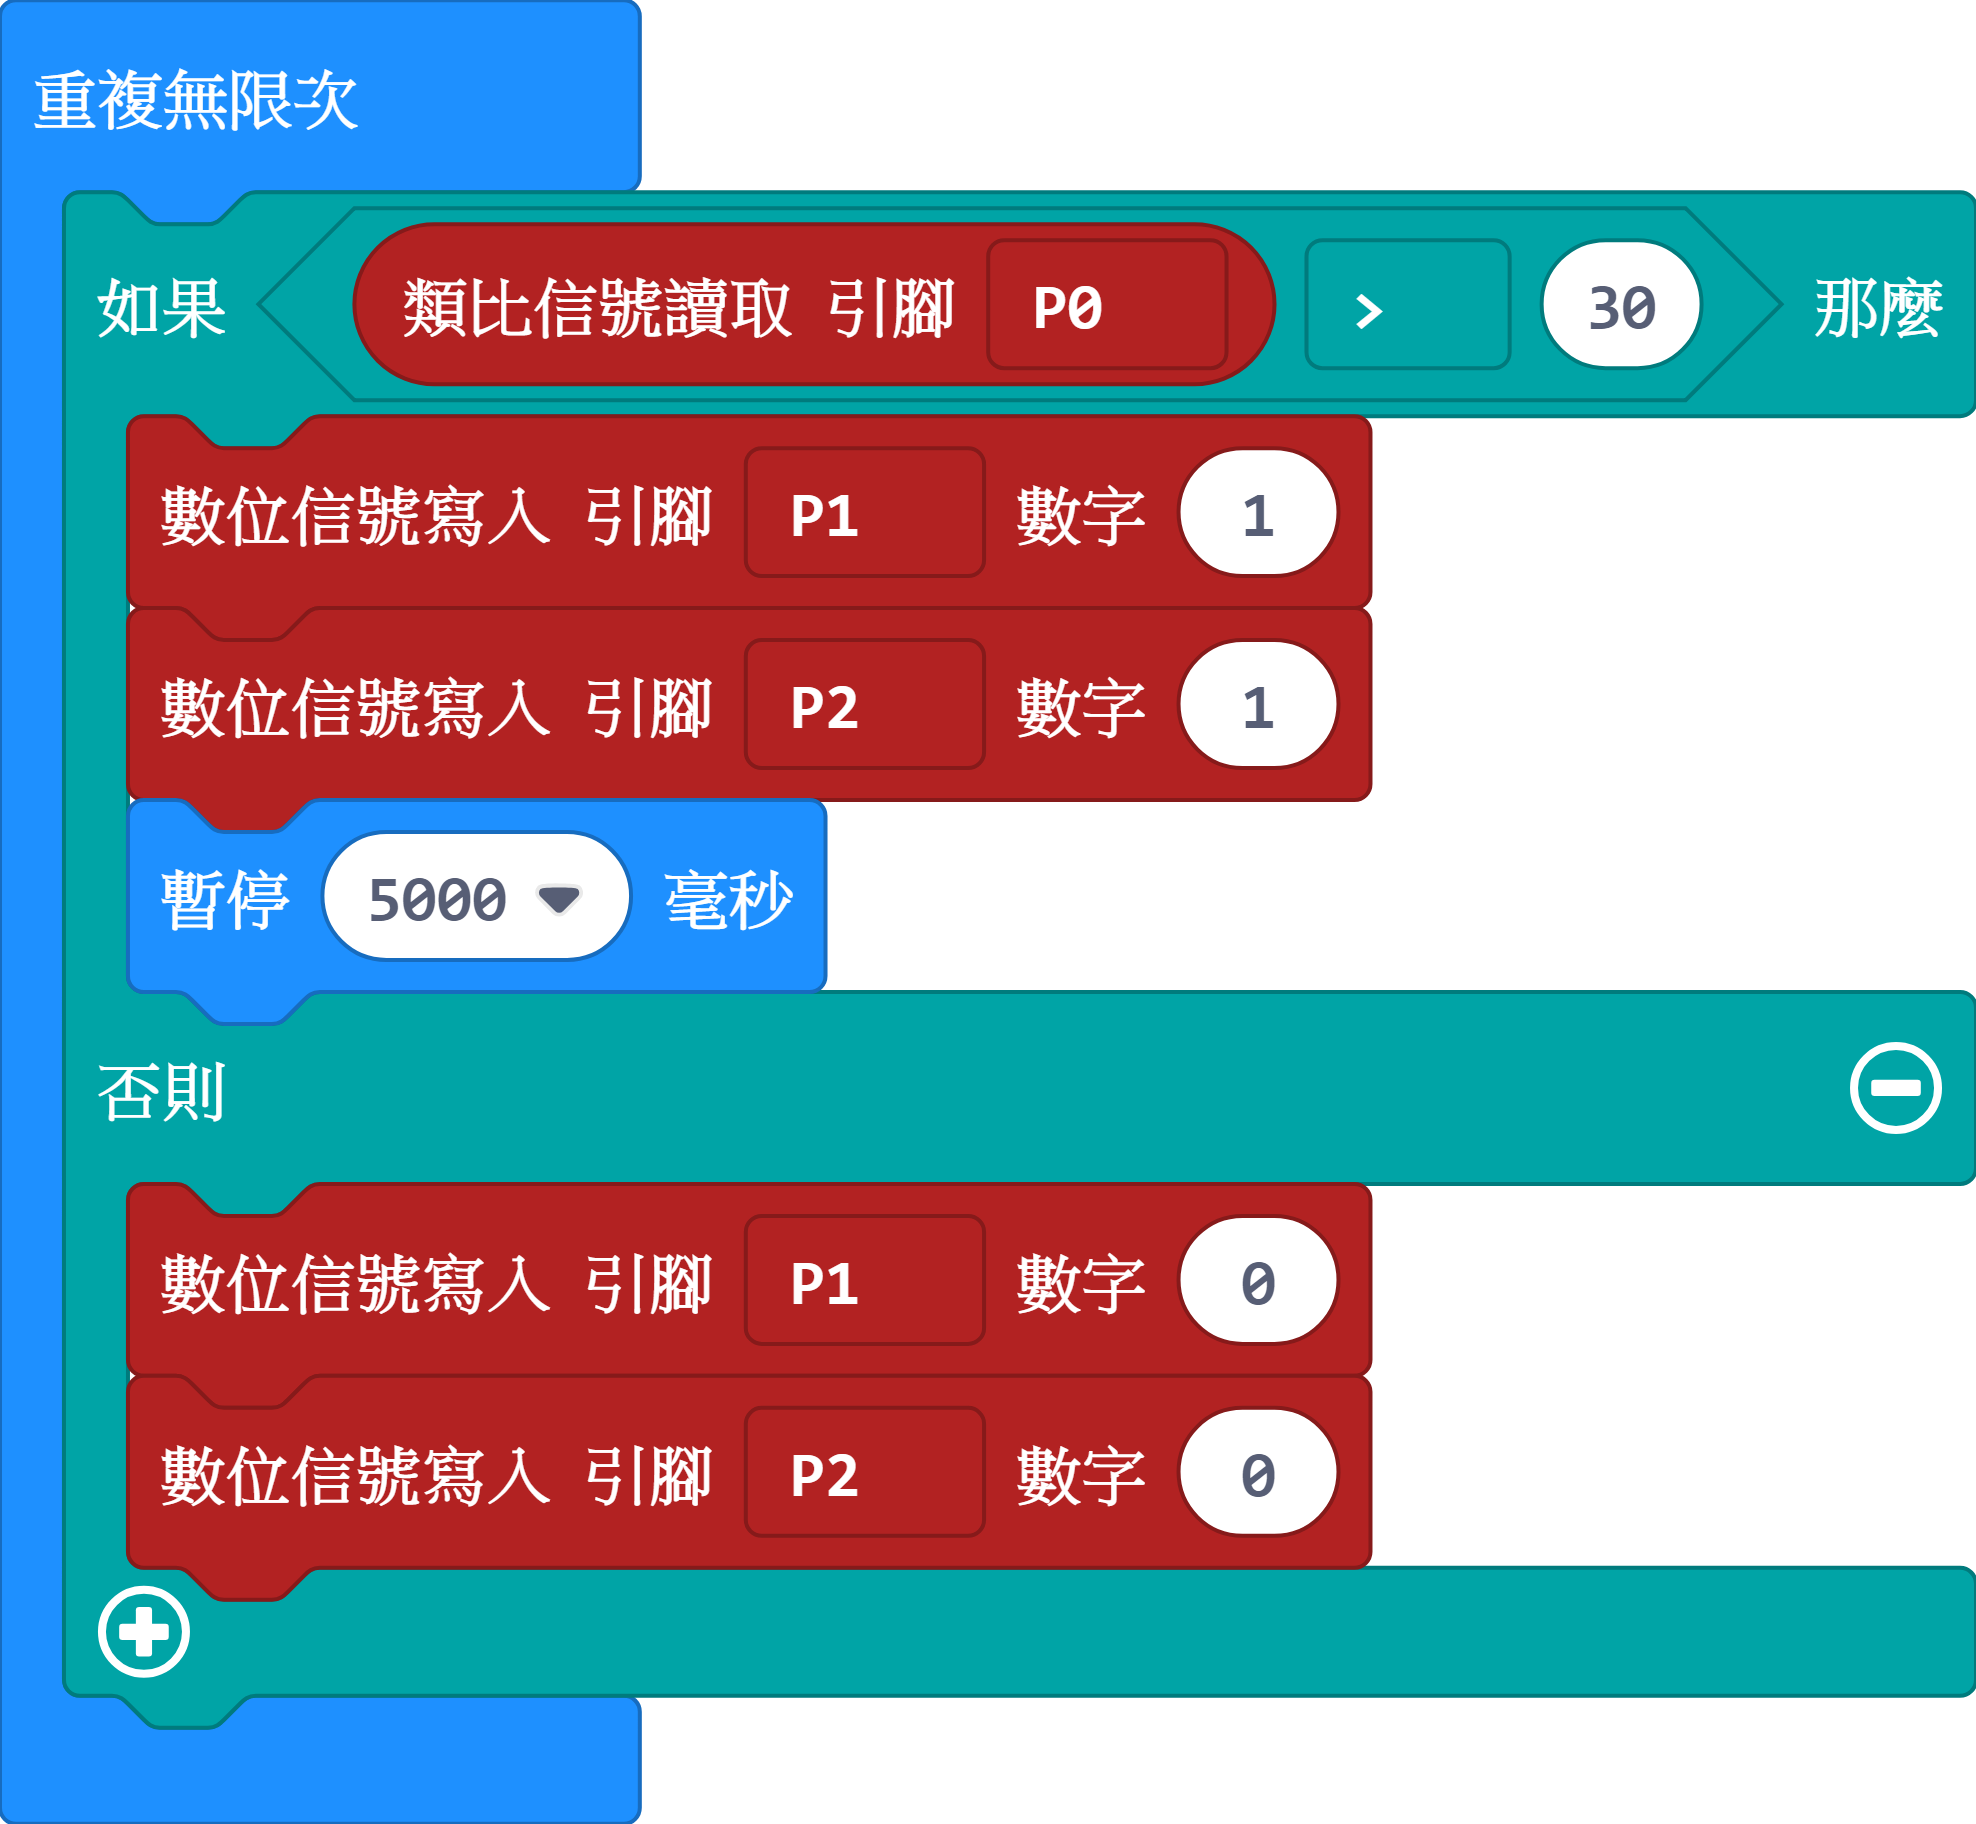 重複無限次
如果 類比信號讀取 引腳 P0 > 30 那麼
數位信號寫入 引腳 P1 數字 1
數位信號寫入 引腳 P2 數字 1
暫停 5000 毫秒
否則
數位信號寫入 引腳 P1 數字 0
數位信號寫入 引腳 P2 數字 0